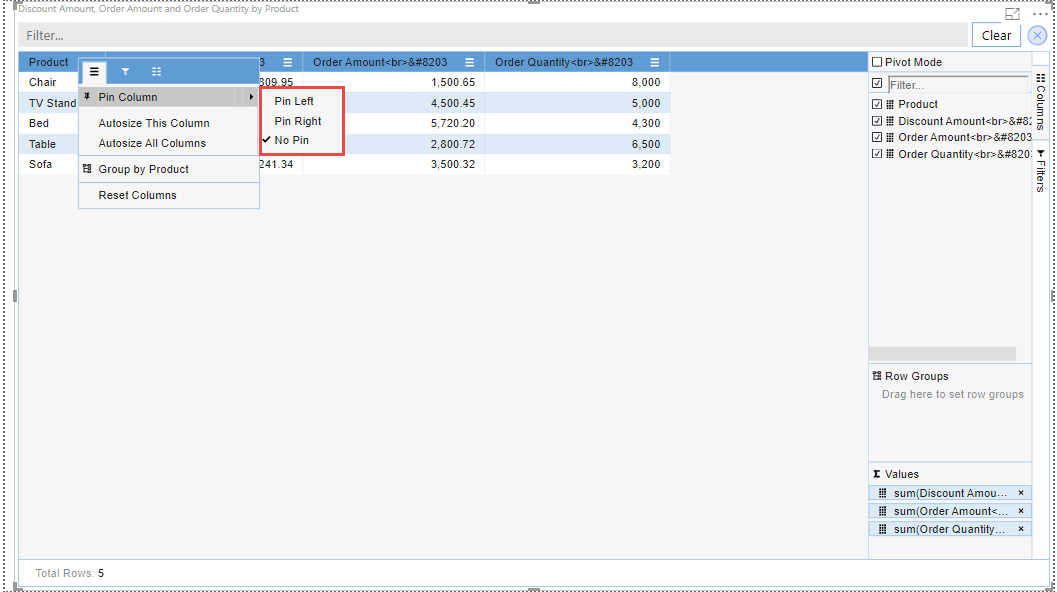 Discount Amount, Order Amount and Order Quantity by Product
Filter...
Clear
Product 3 Order Amount<br>&#8203 Order Quantity<br>&#8203
Chair 809.95 1,500.65 8,000
TV Stand 4,500.45 5,000
Bed 5,720.20 4,300
Table 2,800.72 6,500
Sofa 241.34 3,500.32 3,200
Pin Column
Autosize This Column
Autosize All Columns
Group by Product
Reset Columns
Pin Left
Pin Right
No Pin
Pivot Mode
Filter...
Product
Discount Amount<br>&#82
Order Amount<br>&#8203
Order Quantity<br>&#8203
Columns
Filters
Row Groups
Drag here to set row groups
Values
sum(Discount Amou...
sum(Order Amount<...
sum(Order Quantity...
Total Rows: 5